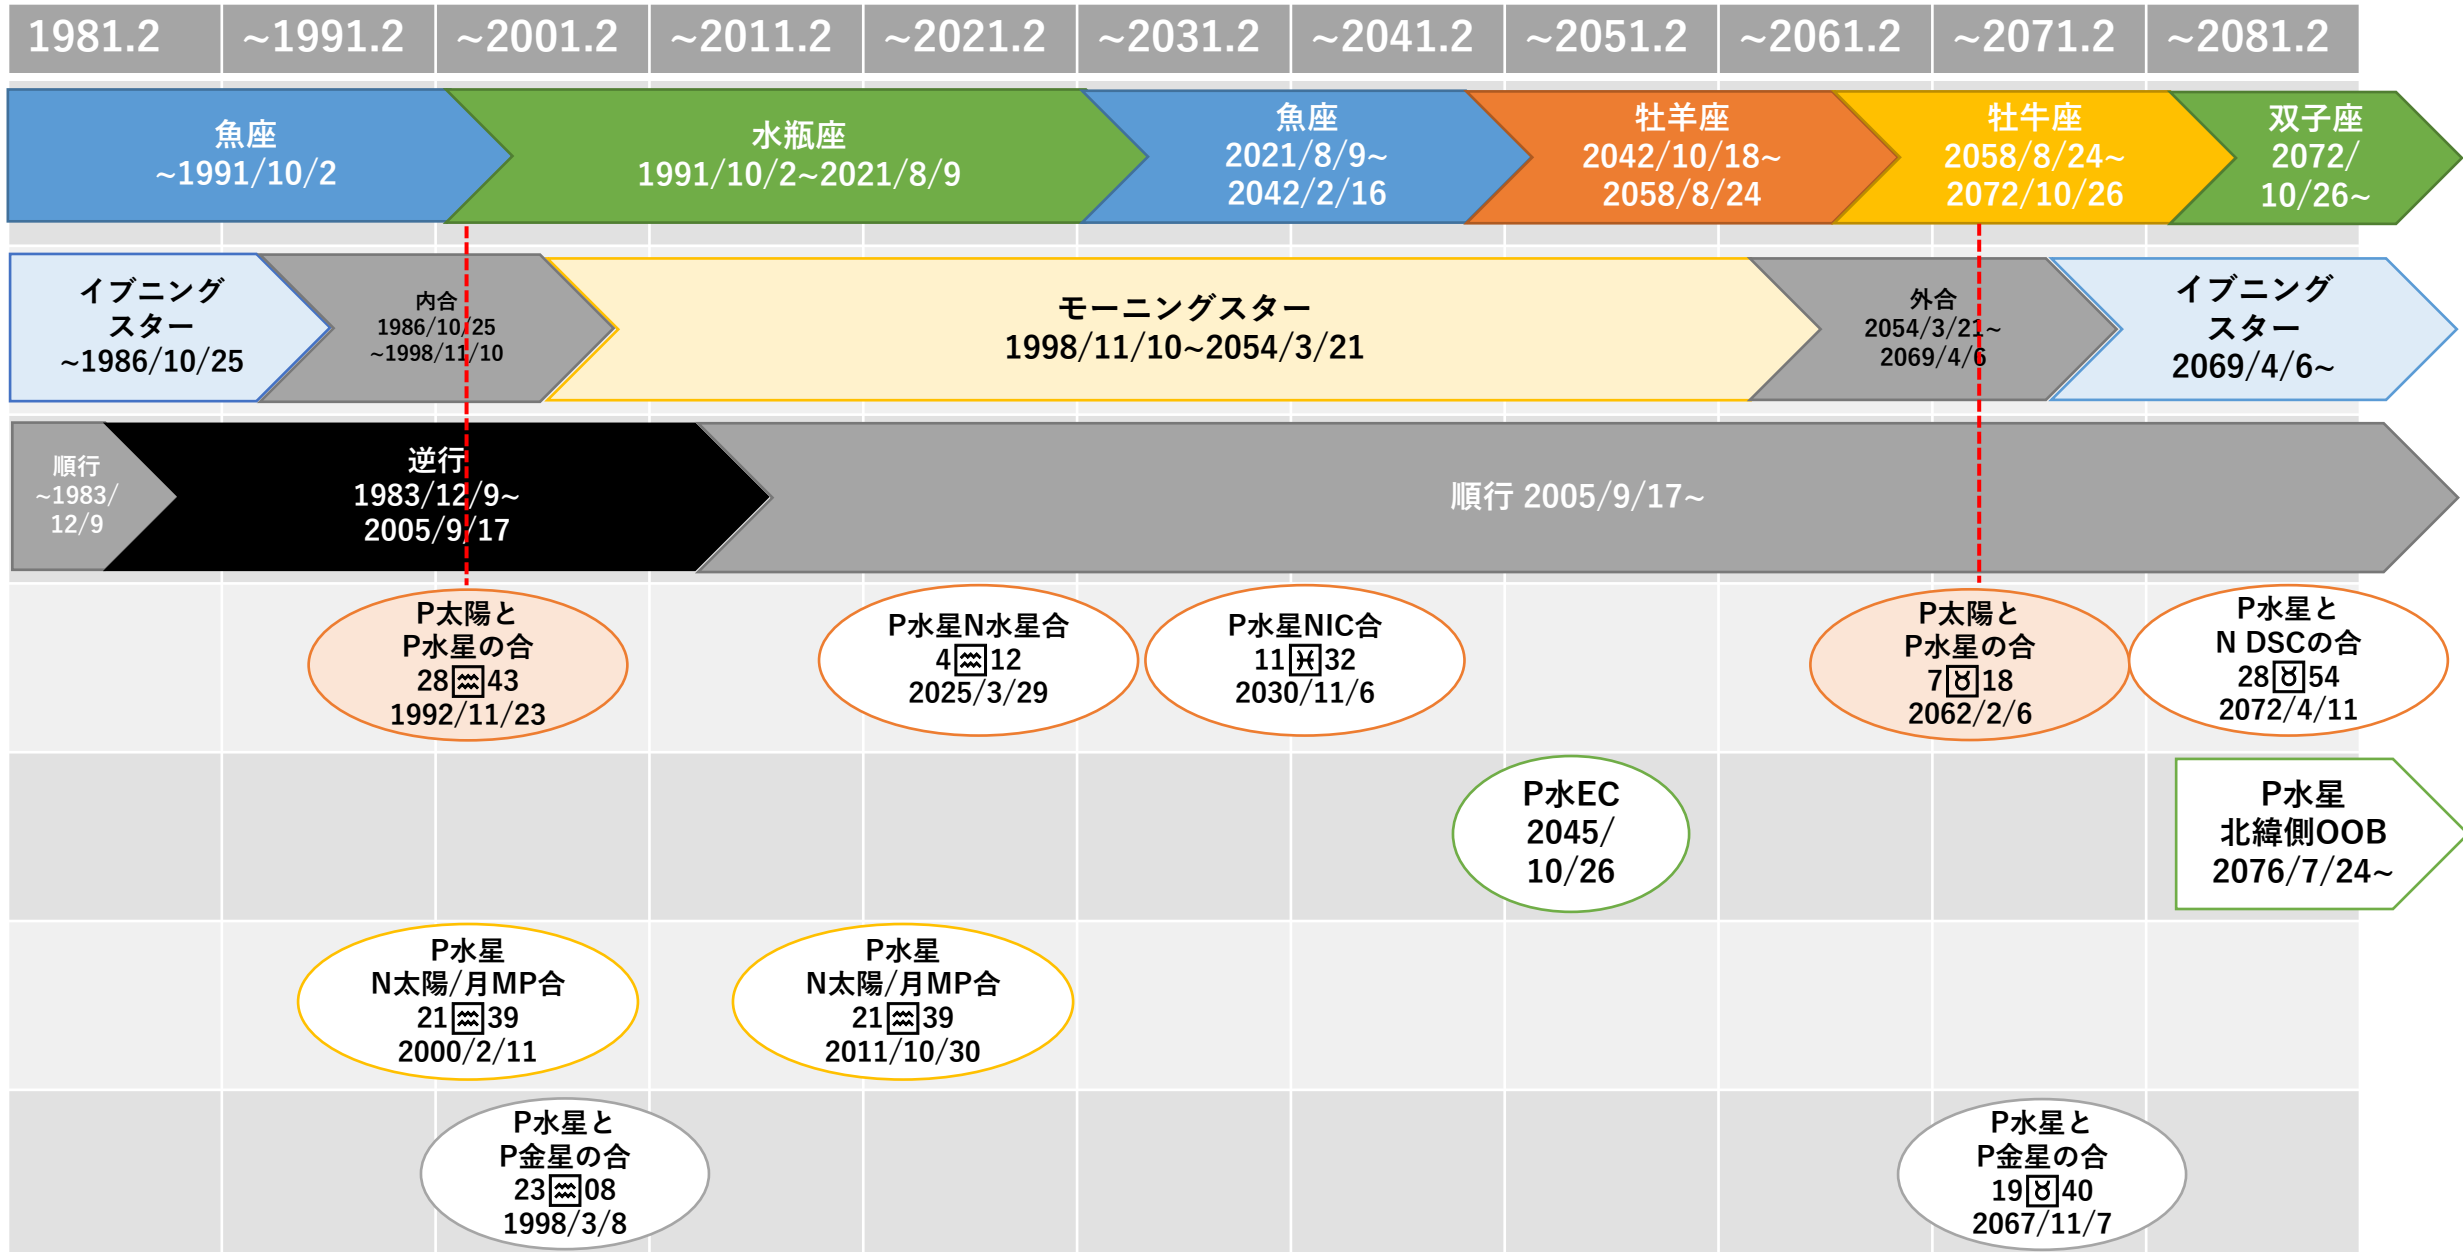 1981.2
~1991.2
~2001.2
~2011.2
~2021.2
~2031.2
~2041.2
~2051.2
~2061.2
~2071.2
~2081.2
魚座
~1991/10/2
水瓶座
1991/10/2~2021/8/9
魚座
2021/8/9~
2042/2/16
牡羊座
2042/10/18~
2058/8/24
牡牛座
2058/8/24~
2072/10/26
双子座
2072/
10/26~
イブニング
スター
~1986/10/25
内合
1986/10/25
~1998/11/10
モーニングスター
1998/11/10~2054/3/21
外合
2054/3/21~
2069/4/6
イブニング
スター
2069/4/6~
順行
~1983/
12/9
逆行
1983/12/9~
2005/9/17
順行 2005/9/17~
P太陽と
P水星の合
28♒43
1992/11/23
P水星N水星合
4♒12
2025/3/29
P水星NIC合
11♓32
2030/11/6
P太陽と
P水星の合
7♉18
2062/2/6
P水星と
N DSCの合
28♉54
2072/4/11
P水EC
2045/
10/26
P水星
北緯側OOB
2076/7/24~
P水星
N太陽/月MP合
21♒39
2000/2/11
P水星
N太陽/月MP合
21♒39
2011/10/30
P水星と
P金星の合
23♒08
1998/3/8
P水星と
P金星の合
19♉40
2067/11/7